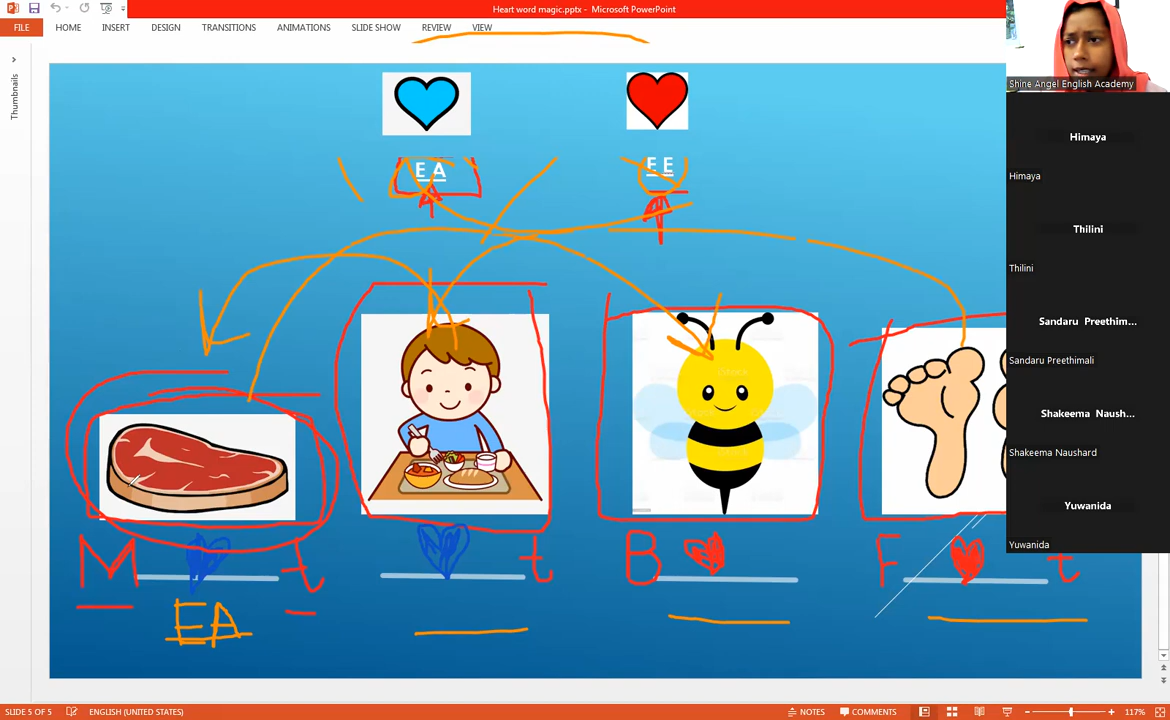 Heart word magic.pptx - Microsoft PowerPoint
FILE HOME INSERT DESIGN TRANSITIONS ANIMATIONS SLIDE SHOW REVIEW VIEW
Thumbnails
Shine Angel English Academy
Himaya
Himaya
Thilini
Thilini
Sandaru Preethim...
Sandaru Preethimali
Shakeema Naush...
Shakeema Naushard
Yuwanida
Yuwanida
E A
E E
M t
t
B
F t
EA
SLIDE 5 OF 5 ENGLISH (UNITED STATES) NOTES COMMENTS 117%